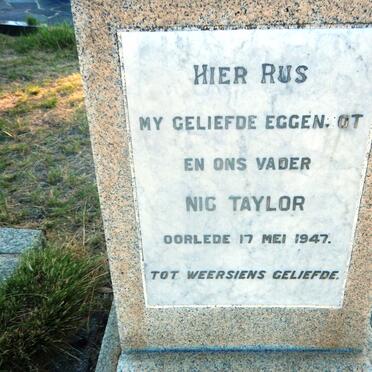 HIER RUS
MY GELIEFDE EGGEN. OT
EN ONS VADER
NIC TAYLOR
OORLEDE 17 MEI 1947.
TOT WEERSIENS GELIEFDE.